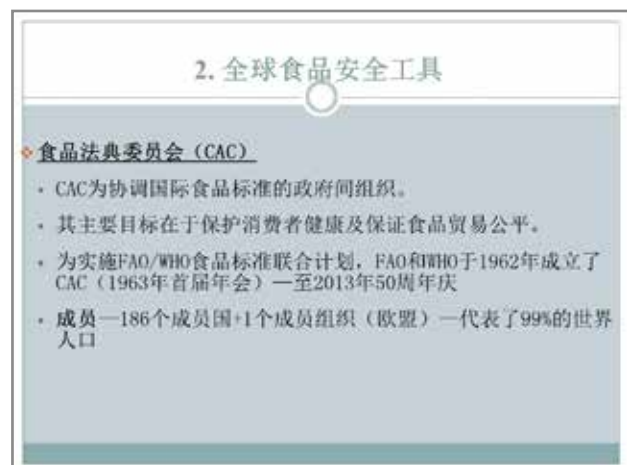 2. 全球食品安全工具
食品法典委员会（CAC）
• CAC为协调国际食品标准的政府间组织。
• 其主要目标在于保护消费者健康及保证食品贸易公平。
• 为实施FAO/WHO食品标准联合计划，FAO和WHO于1962年成立了
CAC（1963年首届年会）—至2013年50周年庆
• 成员—186个成员国+1个成员组织（欧盟）—代表了99%的世界
人口